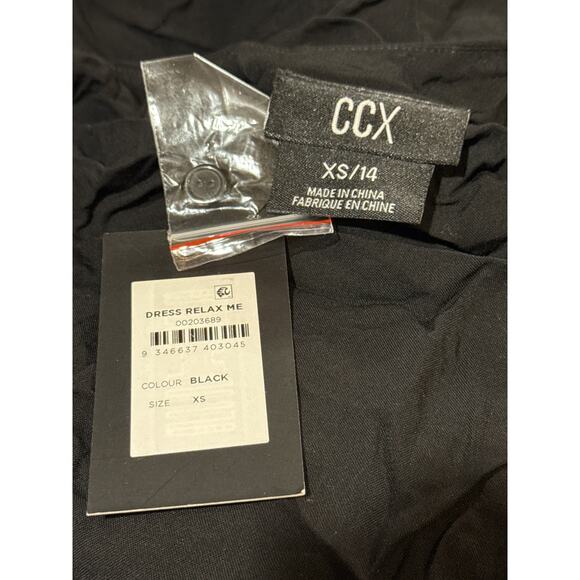 CCX
XS/14
MADE IN CHINA
FABRIQUE EN CHINE
DRESS RELAX ME
00203689
9 346637 403045
COLOUR BLACK
SIZE XS